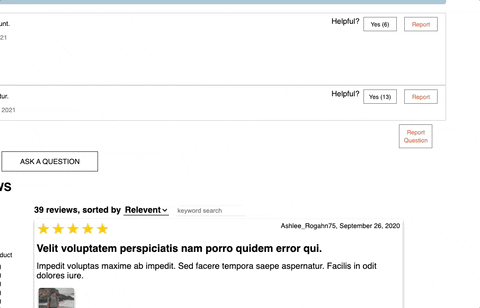 unt.
Helpful?
Yes (6)
Report
21
tur.
Helpful?
Yes (13)
Report
2021
Report
Question
ASK A QUESTION
WS
39 reviews, sorted by Relevent
keyword search
Ashlee_Rogahn75, September 26, 2020
Velit voluptatem perspiciatis nam porro quidem error qui.
Impedit voluptas maxime ab impedit. Sed facere tempora saepe aspernatur. Facilis in odit
dolores iure.
duct